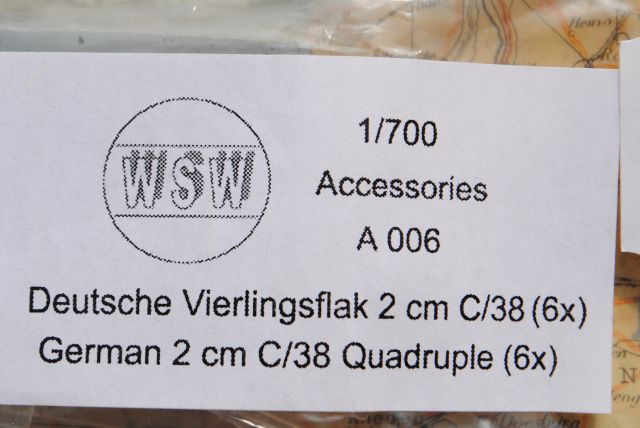 WSW
1/700
Accessories
A 006
Deutsche Vierlingsflak 2 cm C/38 (6x)
German 2 cm C/38 Quadruple (6x)